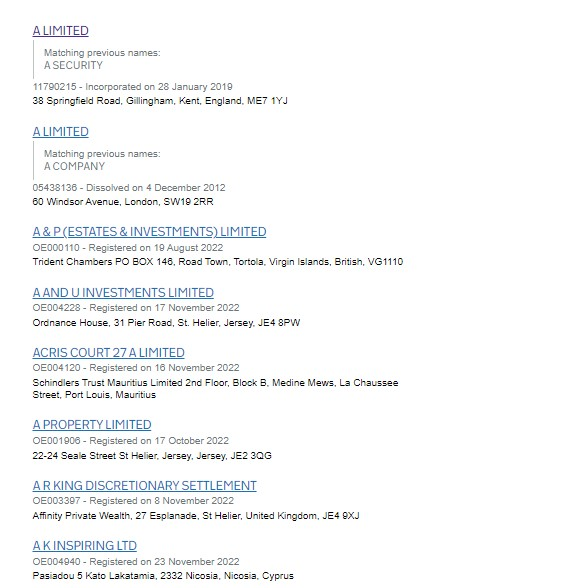 A LIMITED
Matching previous names:
A SECURITY
11790215 - Incorporated on 28 January 2019
38 Springfield Road, Gillingham, Kent, England, ME7 1YJ
A LIMITED
Matching previous names:
A COMPANY
05438136 - Dissolved on 4 December 2012
60 Windsor Avenue, London, SW19 2RR
A & P (ESTATES & INVESTMENTS) LIMITED
OE000110 - Registered on 19 August 2022
Trident Chambers PO BOX 146, Road Town, Tortola, Virgin Islands, British, VG1110
A AND U INVESTMENTS LIMITED
OE004228 - Registered on 17 November 2022
Ordnance House, 31 Pier Road, St. Helier, Jersey, JE4 8PW
ACRIS COURT 27 A LIMITED
OE004120 - Registered on 16 November 2022
Schindlers Trust Mauritius Limited 2nd Floor, Block B, Medine Mews, La Chaussee
Street, Port Louis, Mauritius
A PROPERTY LIMITED
OE001906 - Registered on 17 October 2022
22-24 Seale Street St Helier, Jersey, Jersey, JE2 3QG
A R KING DISCRETIONARY SETTLEMENT
OE003397 - Registered on 8 November 2022
Affinity Private Wealth, 27 Esplanade, St Helier, United Kingdom, JE4 9XJ
A K INSPIRING LTD
OE004940 - Registered on 23 November 2022
Pasiadou 5 Kato Lakatamia, 2332 Nicosia, Nicosia, Cyprus